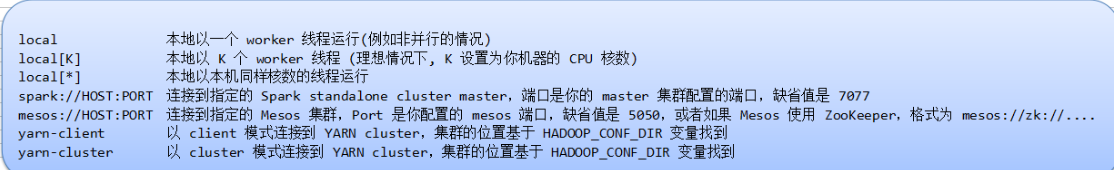 local 本地以一个 worker 线程运行(例如非并行的情况)
local[K] 本地以 K 个 worker 线程 (理想情况下, K 设置为你机器的 CPU 核数)
local[*] 本地以本机同样核数的线程运行
spark://HOST:PORT 连接到指定的 Spark standalone cluster master, 端口是你的 master 集群配置的端口, 缺省值是 7077
mesos://HOST:PORT 连接到指定的 Mesos 集群, Port 是你配置的 mesos 端口, 缺省值是 5050, 或者如果 Mesos 使用 ZooKeeper, 格式为 mesos://zk://....
yarn-client 以 client 模式连接到 YARN cluster, 集群的位置基于 HADOOP_CONF_DIR 变量找到
yarn-cluster 以 cluster 模式连接到 YARN cluster, 集群的位置基于 HADOOP_CONF_DIR 变量找到